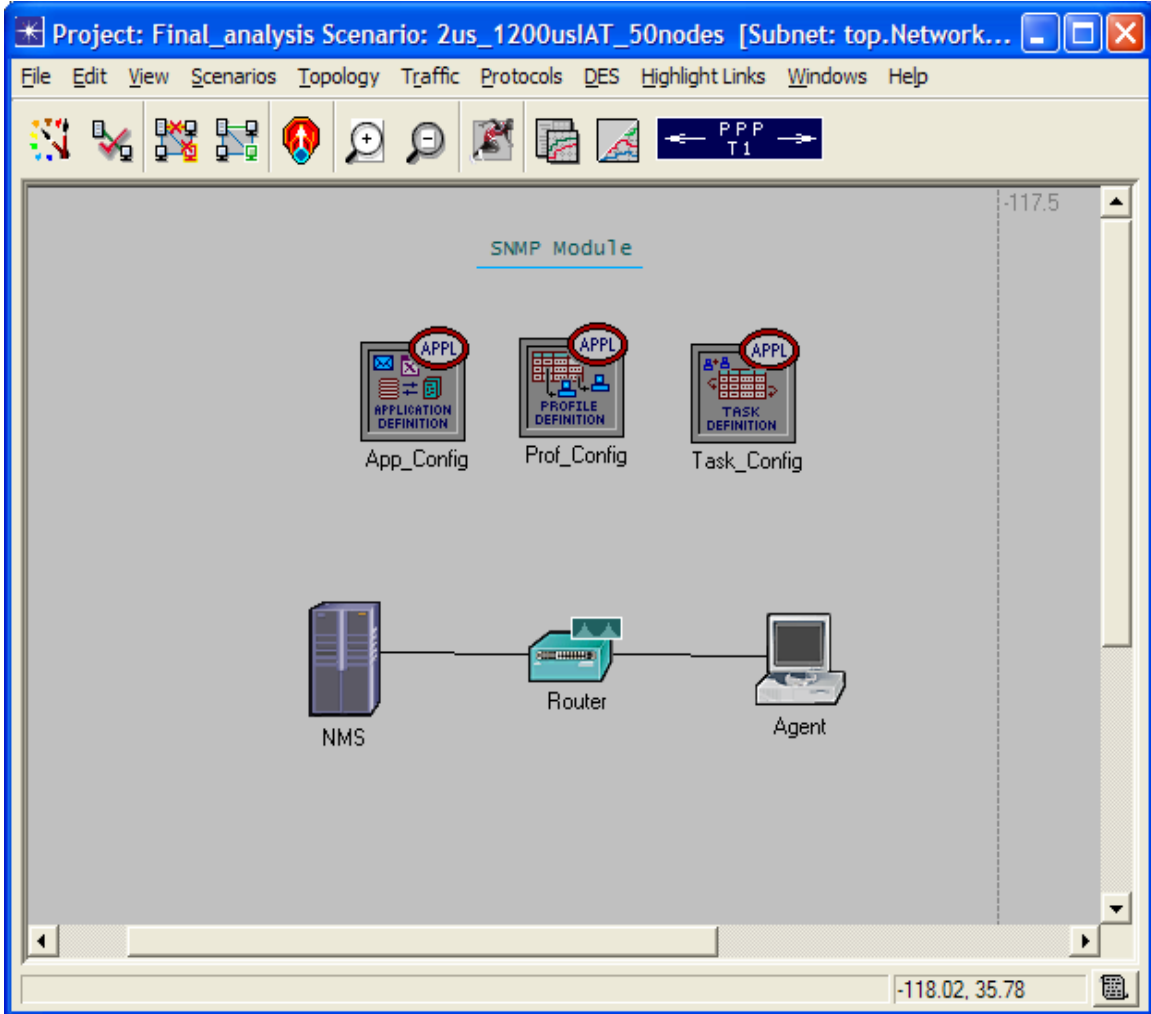 Project: Final_analysis Scenario: 2us_1200usIAT_50nodes [Subnet: top.Network...
File Edit View Scenarios Topology Traffic Protocols DES Highlight Links Windows Help
PPP
T1
-117.5
SNMP Module
APPL
APPLICATION
DEFINITION
App_Config
APPL
PROFILE
DEFINITION
Prof_Config
APPL
TASK
DEFINITION
Task_Config
NMS
Router
Agent
-118.02, 35.78